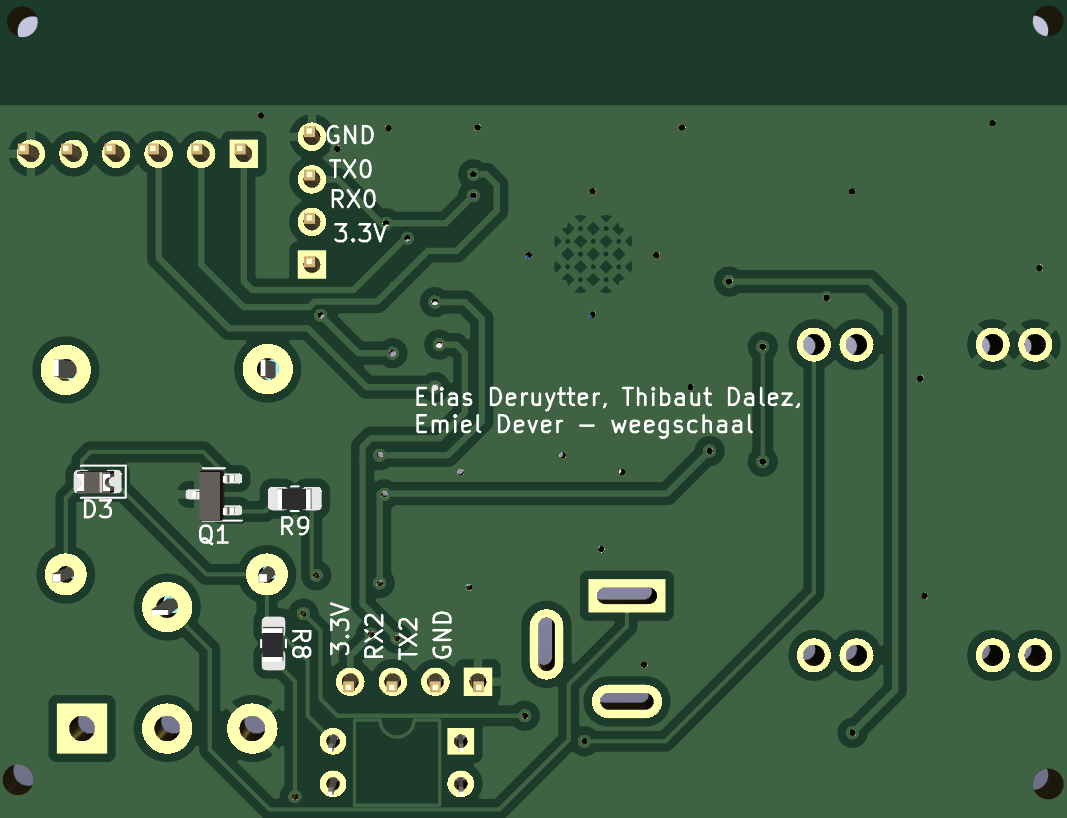 GND
TX0
RX0
3.3V
Elias Deruytter, Thibaut Dalez,
Emiel Dever - weegschaal
D3
Q1
R9
R8
3.3V
RX2
TX2
GND